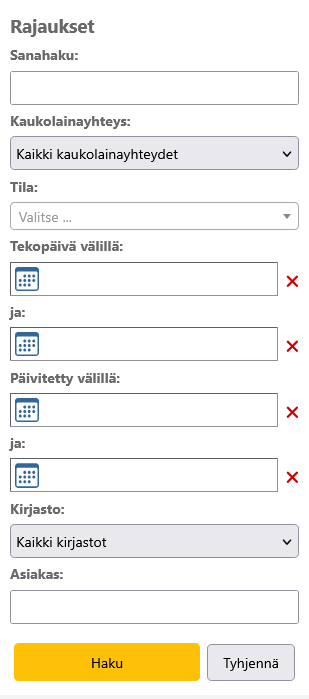 Rajaukset
Sanahaku:
Kaukolainayhteys:
Kaikki kaukolainayhteydet
Tila:
Valitse ...
Tekopäivä välillä:
ja:
Päivitetty välillä:
ja:
Kirjasto:
Kaikki kirjastot
Asiakas:
Haku
Tyhjennä